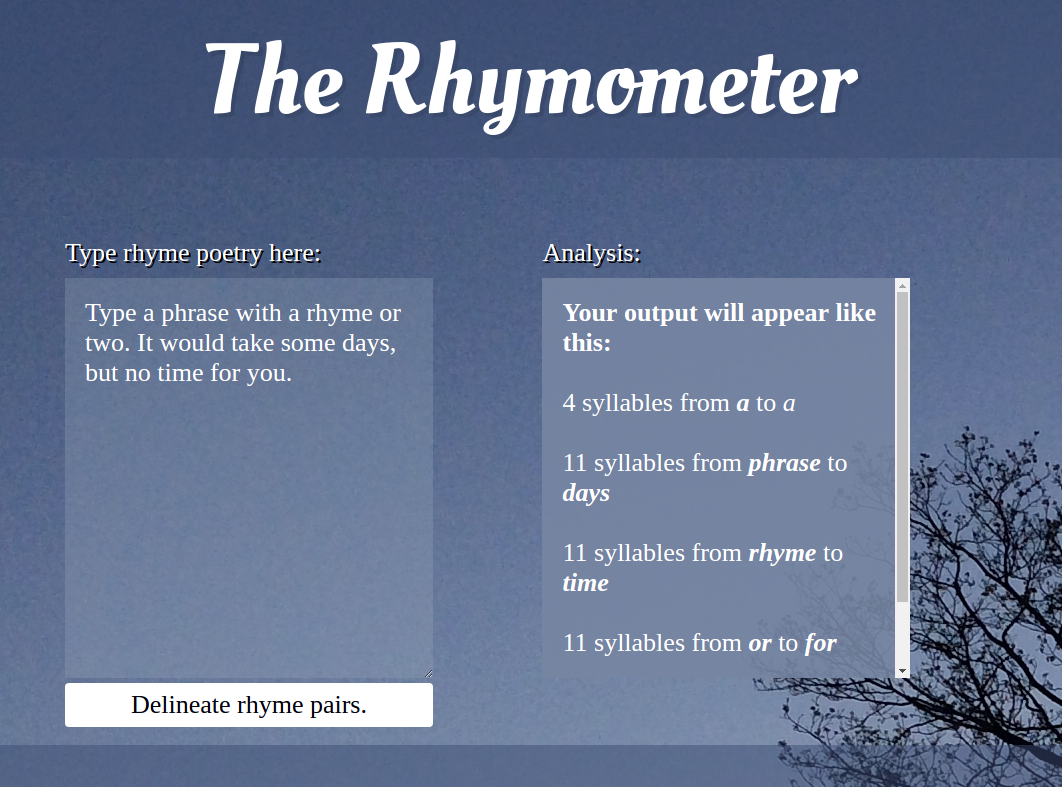 The Rhymometer
Type rhyme poetry here:
Type a phrase with a rhyme or
two. It would take some days,
but no time for you.
Delineate rhyme pairs.
Analysis:
Your output will appear like
this:
4 syllables from a to a
11 syllables from phrase to
days
11 syllables from rhyme to
time
11 syllables from or to for